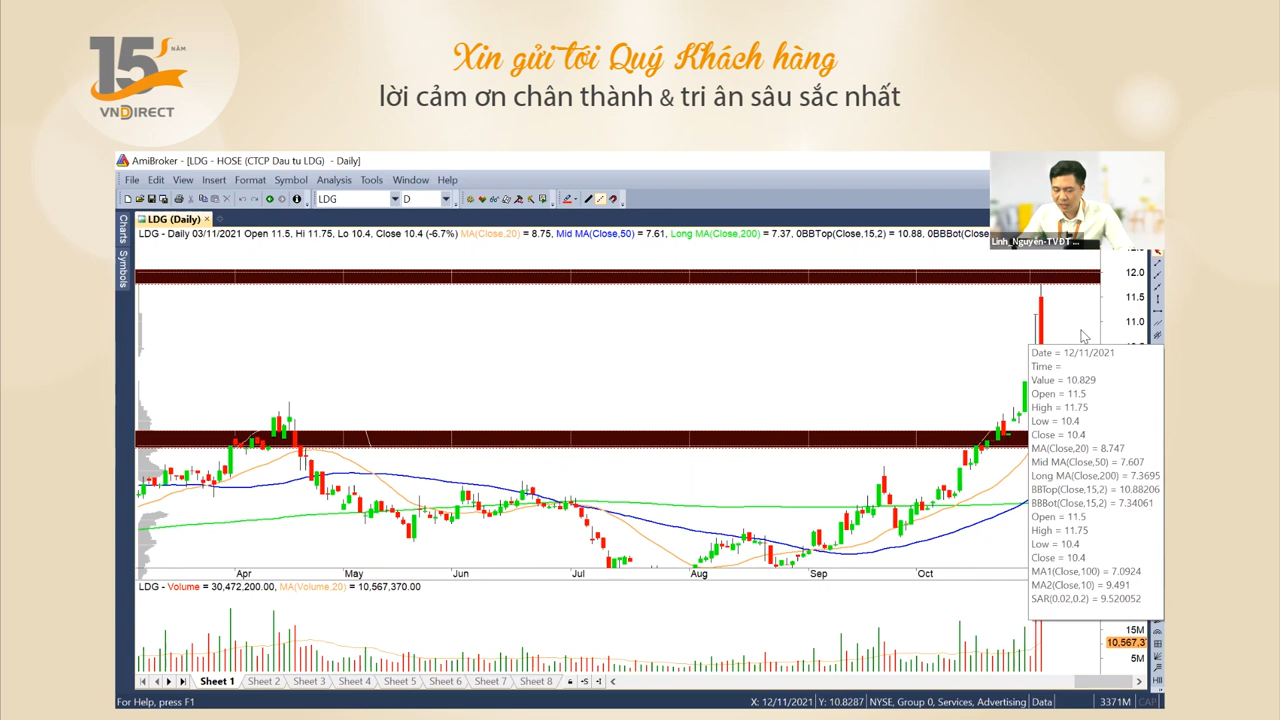 15 NĂM
VNDIRECT
Xin gửi tới Quý Khách hàng
lời cảm ơn chân thành & tri ân sâu sắc nhất
AmiBroker - [LDG - HOSE (CTCP Dau tu LDG) - Daily]
File Edit View Insert Format Symbol Analysis Tools Window Help
LDG D
LDG (Daily)
Charts
Symbols
LDG - Daily 03/11/2021 Open 11.5, Hi 11.75, Lo 10.4, Close 10.4 (-6.7%) MA(Close,20) = 8.75, Mid MA(Close,50) = 7.61, Long MA(Close,200) = 7.37, 0BBTop(Close,15,2) = 10.88, 0BBBot(Close,15,2) = 7.34,
Linh_Nguyên-TVĐT ...
12.0
11.5
11.0
Date = 12/11/2021
Time =
Value = 10.829
Open = 11.5
High = 11.75
Low = 10.4
Close = 10.4
MA(Close,20) = 8.747
Mid MA(Close,50) = 7.607
Long MA(Close,200) = 7.3695
BBTop(Close,15,2) = 10.88206
BBBot(Close,15,2) = 7.34061
Open = 11.5
High = 11.75
Low = 10.4
Close = 10.4
MA1(Close,100) = 7.0924
MA2(Close,10) = 9.491
SAR(0.02,0.2) = 9.520052
Apr May Jun Jul Aug Sep Oct
LDG - Volume = 30,472,200.00, MA(Volume,20) = 10,567,370.00
15M
10,567,37
5M
Sheet 1 Sheet 2 Sheet 3 Sheet 4 Sheet 5 Sheet 6 Sheet 7 Sheet 8
For Help, press F1 X: 12/11/2021 Y: 10.8287 NYSE, Group 0, Services, Advertising Data 3371M CAP